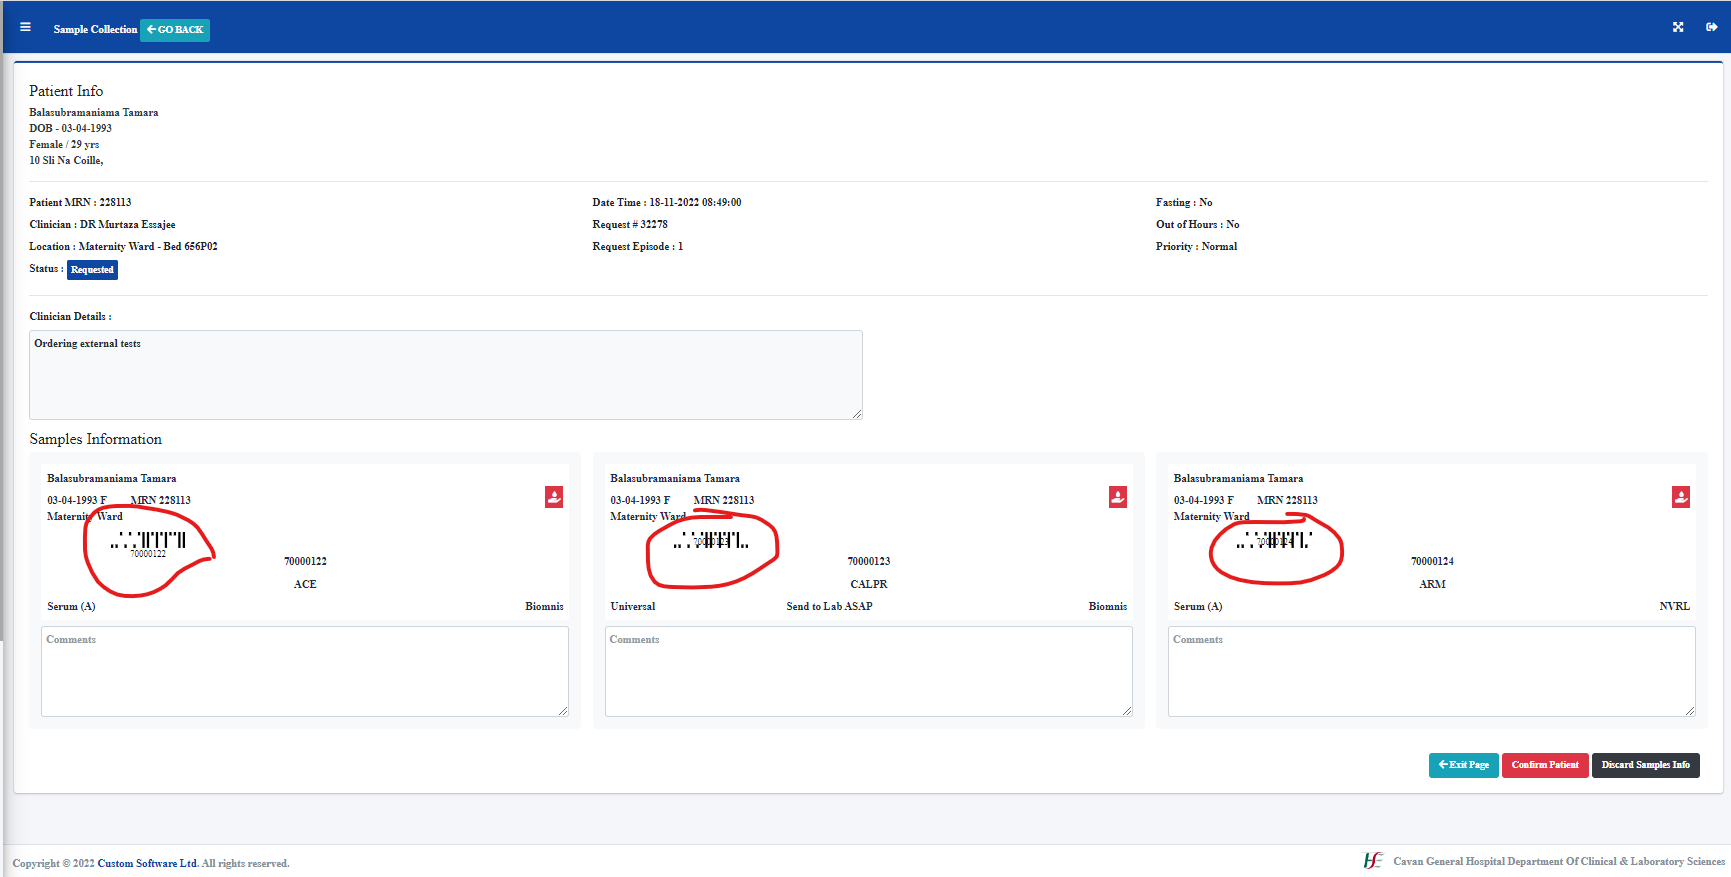 Sample Collection
GO BACK
Patient Info
Balasubramaniama Tamara
DOB - 03-04-1993
Female / 29 yrs
10 Sli Na Coille,
Patient MRN : 228113
Date Time : 18-11-2022 08:49:00
Fasting : No
Clinician : DR Murtaza Essajee
Request # 32278
Out of Hours : No
Location : Maternity Ward - Bed 656P02
Request Episode : 1
Priority : Normal
Status : Requested
Clinician Details :
Ordering external tests
Samples Information
Balasubramaniama Tamara
03-04-1993 F MRN 228113
Maternity Ward
70000122
70000122
ACE
Serum (A) Biomnis
Comments
Balasubramaniama Tamara
03-04-1993 F MRN 228113
Maternity Ward
70000123
70000123
CALPR
Universal Send to Lab ASAP Biomnis
Comments
Balasubramaniama Tamara
03-04-1993 F MRN 228113
Maternity Ward
70000124
70000124
ARM
Serum (A) NVRL
Comments
Exit Page
Confirm Patient
Discard Samples Info
Copyright © 2022 Custom Software Ltd. All rights reserved.
Cavan General Hospital Department Of Clinical & Laboratory Sciences